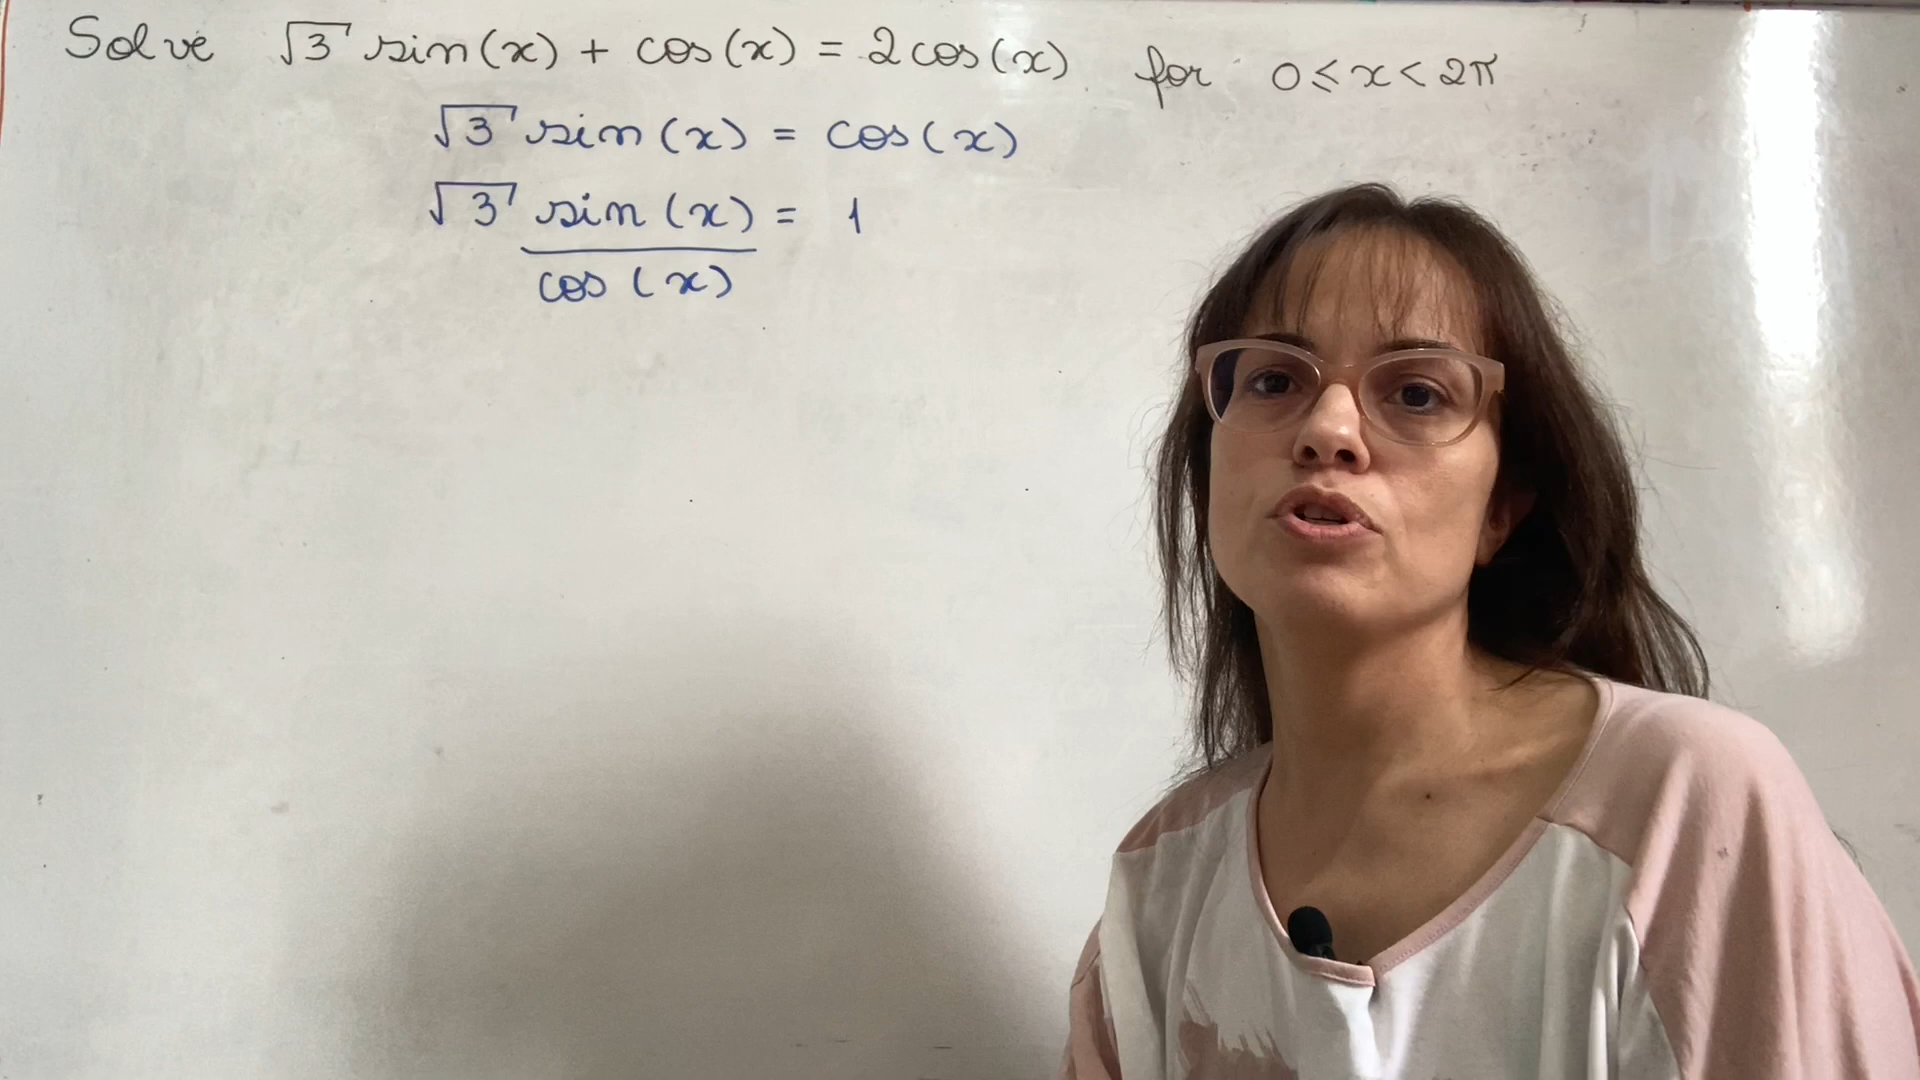 Solve √3 sin(x) + cos(x) = 2cos(x) for 0 ≤ x < 2π
√3 sin(x) = cos(x)
√3 sin(x) = 1
cos(x)